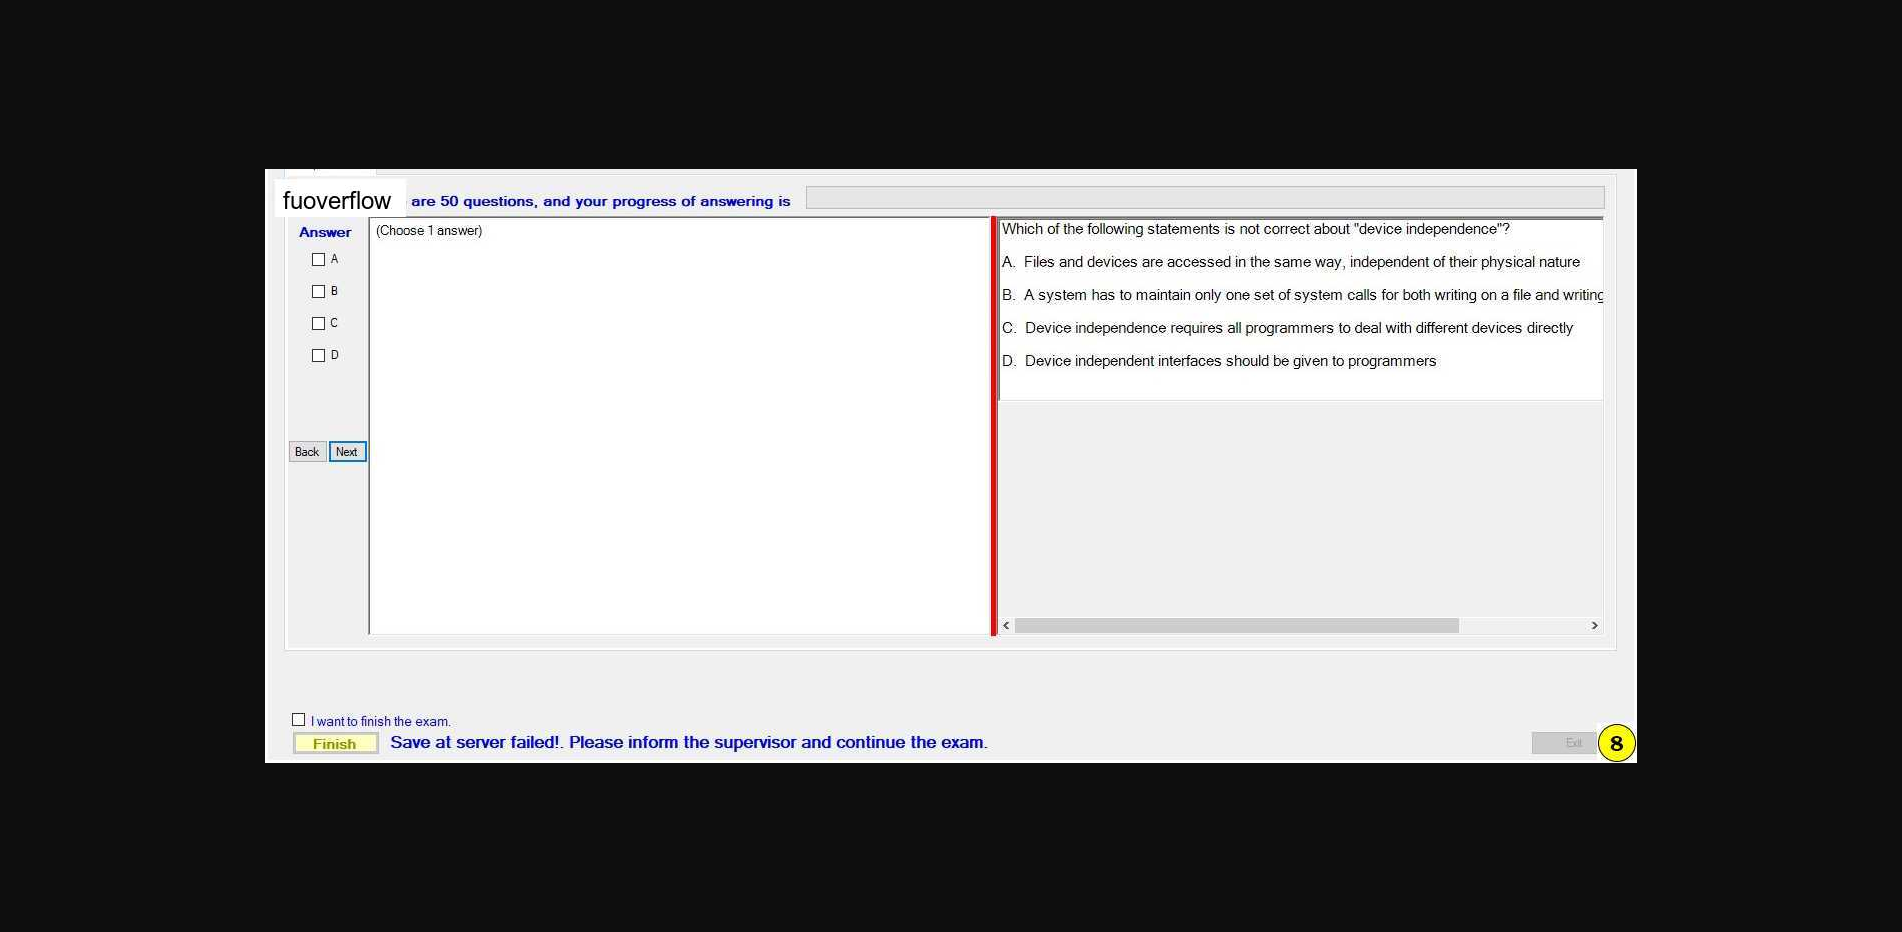 fuoverflow are 50 questions, and your progress of answering is
Answer
(Choose 1 answer)
A
B
C
D
Back Next
Which of the following statements is not correct about "device independence"?
A. Files and devices are accessed in the same way, independent of their physical nature
B. A system has to maintain only one set of system calls for both writing on a file and writing
C. Device independence requires all programmers to deal with different devices directly
D. Device independent interfaces should be given to programmers
I want to finish the exam.
Finish Save at server failed!. Please inform the supervisor and continue the exam.
Exit 8